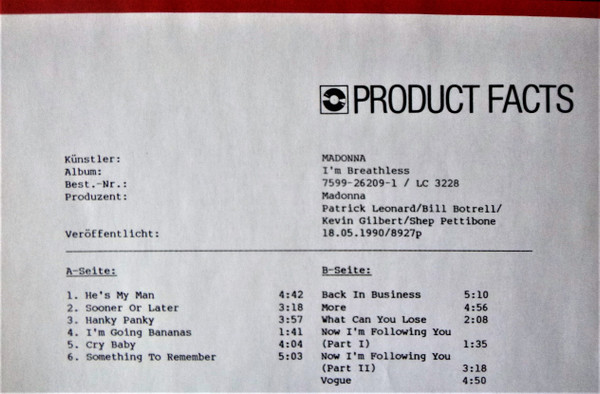 PRODUCT FACTS
Künstler: MADONNA
Album: I'm Breathless
Best.-Nr.: 7599-26209-1 / LC 3228
Produzent: Madonna
Patrick Leonard/Bill Botrell/
Kevin Gilbert/Shep Pettibone
Veröffentlicht: 18.05.1990/8927p
A-Seite: B-Seite:
1. He's My Man 4:42 Back In Business 5:10
2. Sooner Or Later 3:18 More 4:56
3. Hanky Panky 3:57 What Can You Lose 2:08
4. I'm Going Bananas 1:41 Now I'm Following You
5. Cry Baby 4:04 (Part I) 1:35
6. Something To Remember 5:03 Now I'm Following You
(Part II) 3:18
Vogue 4:50